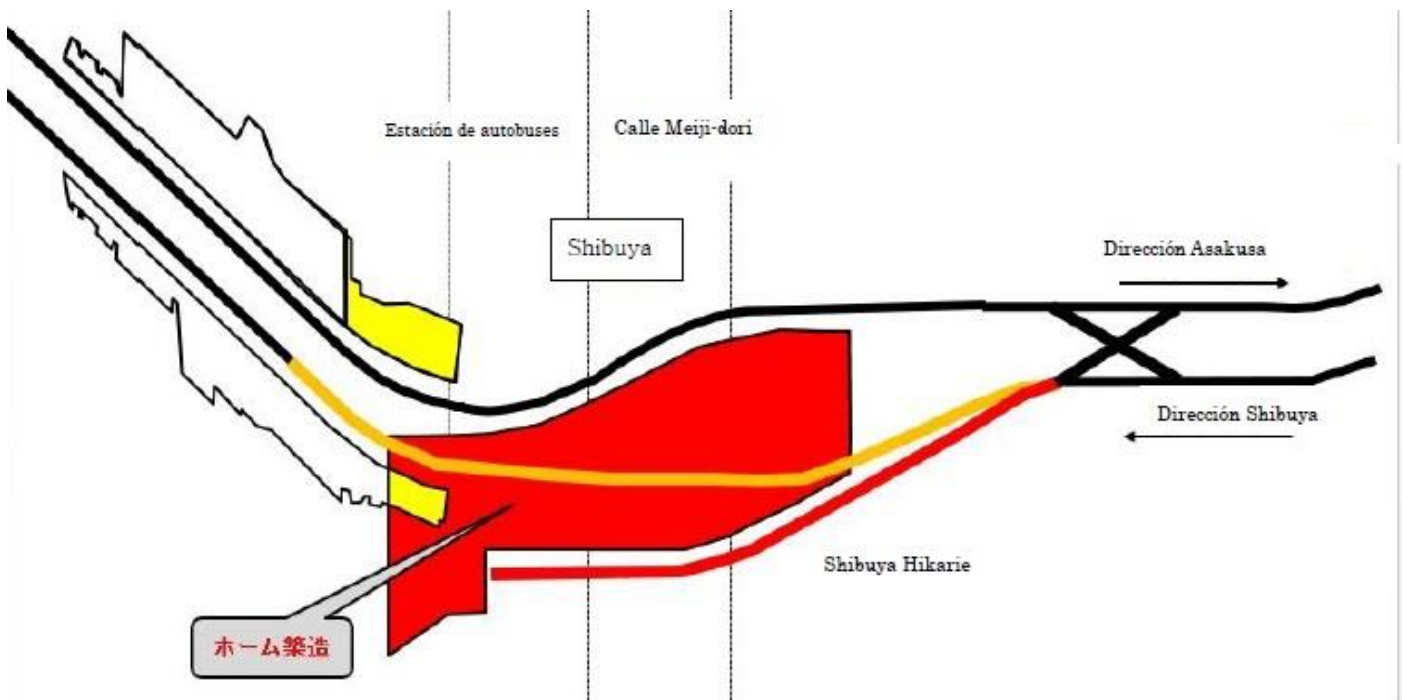 Estación de autobuses
Calle Meiji-dori
Shibuya
Dirección Asakusa
Dirección Shibuya
Shibuya Hikarie
ホーム築造